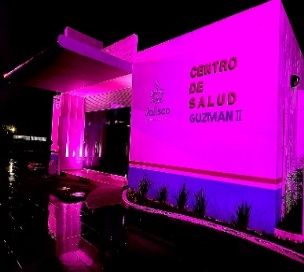 Jalisco
CENTRO
DE
SALUD
GUZMAN II